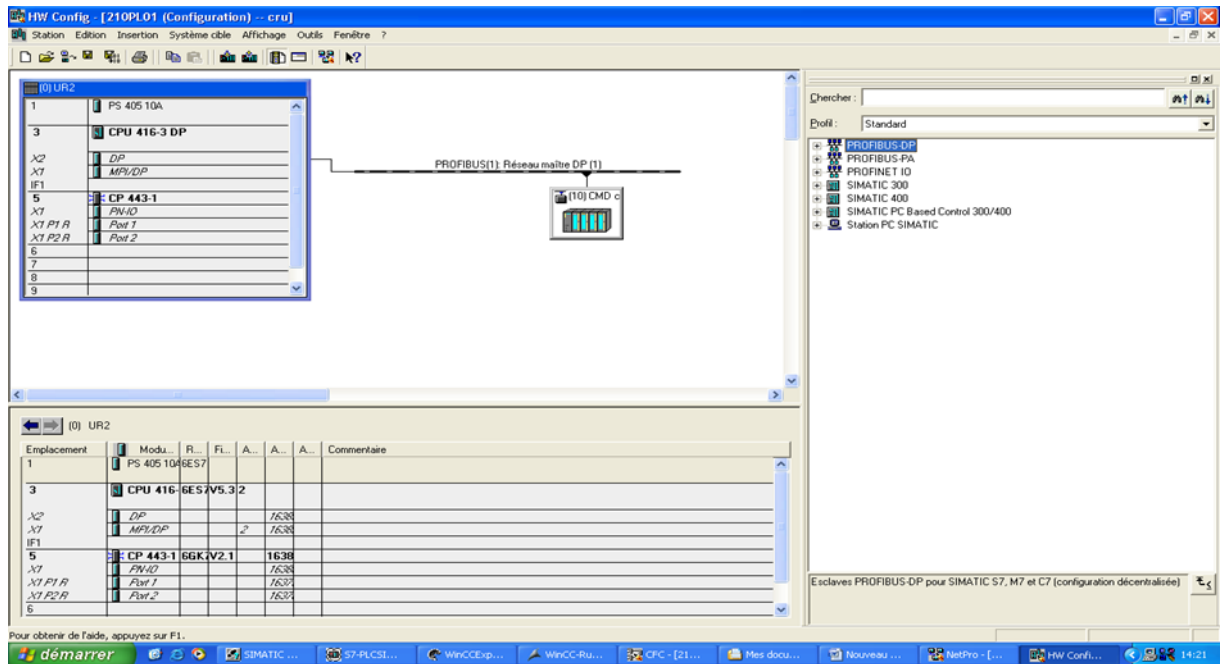 HW Config - [210PL01 (Configuration) -- cru]
Station Edition Insertion Système cible Affichage Outils Fenêtre ?
(0) UR2
1 PS 405 10A
3 CPU 416-3 DP
X2 DP
X1 MPI/DP
IF1
5 CP 443-1
X1 PN-IO
X1 P1 R Port 1
X1 P2 R Port 2
6
7
8
9
PROFIBUS(1): Réseau maître DP (1)
(10) CMD c
Chercher :
Profil : Standard
PROFIBUS-DP
PROFIBUS-PA
PROFINET IO
SIMATIC 300
SIMATIC 400
SIMATIC PC Based Control 300/400
Station PC SIMATIC
(0) UR2
Emplacement Modu... R... Fi... A... A... A... Commentaire
1 PS 405 10A 6ES7
3 CPU 416- 6ES7 V5.3 2
X2 DP 1638
X1 MPI/DP 2 1638
IF1
5 CP 443-1 6GK7 V2.1 1638
X1 PN-IO 1638
X1 P1 R Port 1 1637
X1 P2 R Port 2 1637
6
Esclaves PROFIBUS-DP pour SIMATIC S7, M7 et C7 (configuration décentralisée)
Pour obtenir de l'aide, appuyez sur F1.
démarrer SIMATIC ... S7-PLCSI... WinCCExp... WinCC-Ru... CFC - [21... Mes docu... Nouveau ... NetPro - [... HW Confi... 14:21